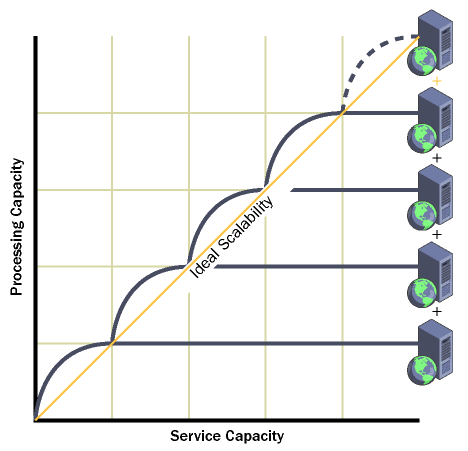 Processing Capacity
Ideal Scalability
+
+
+
+
Service Capacity